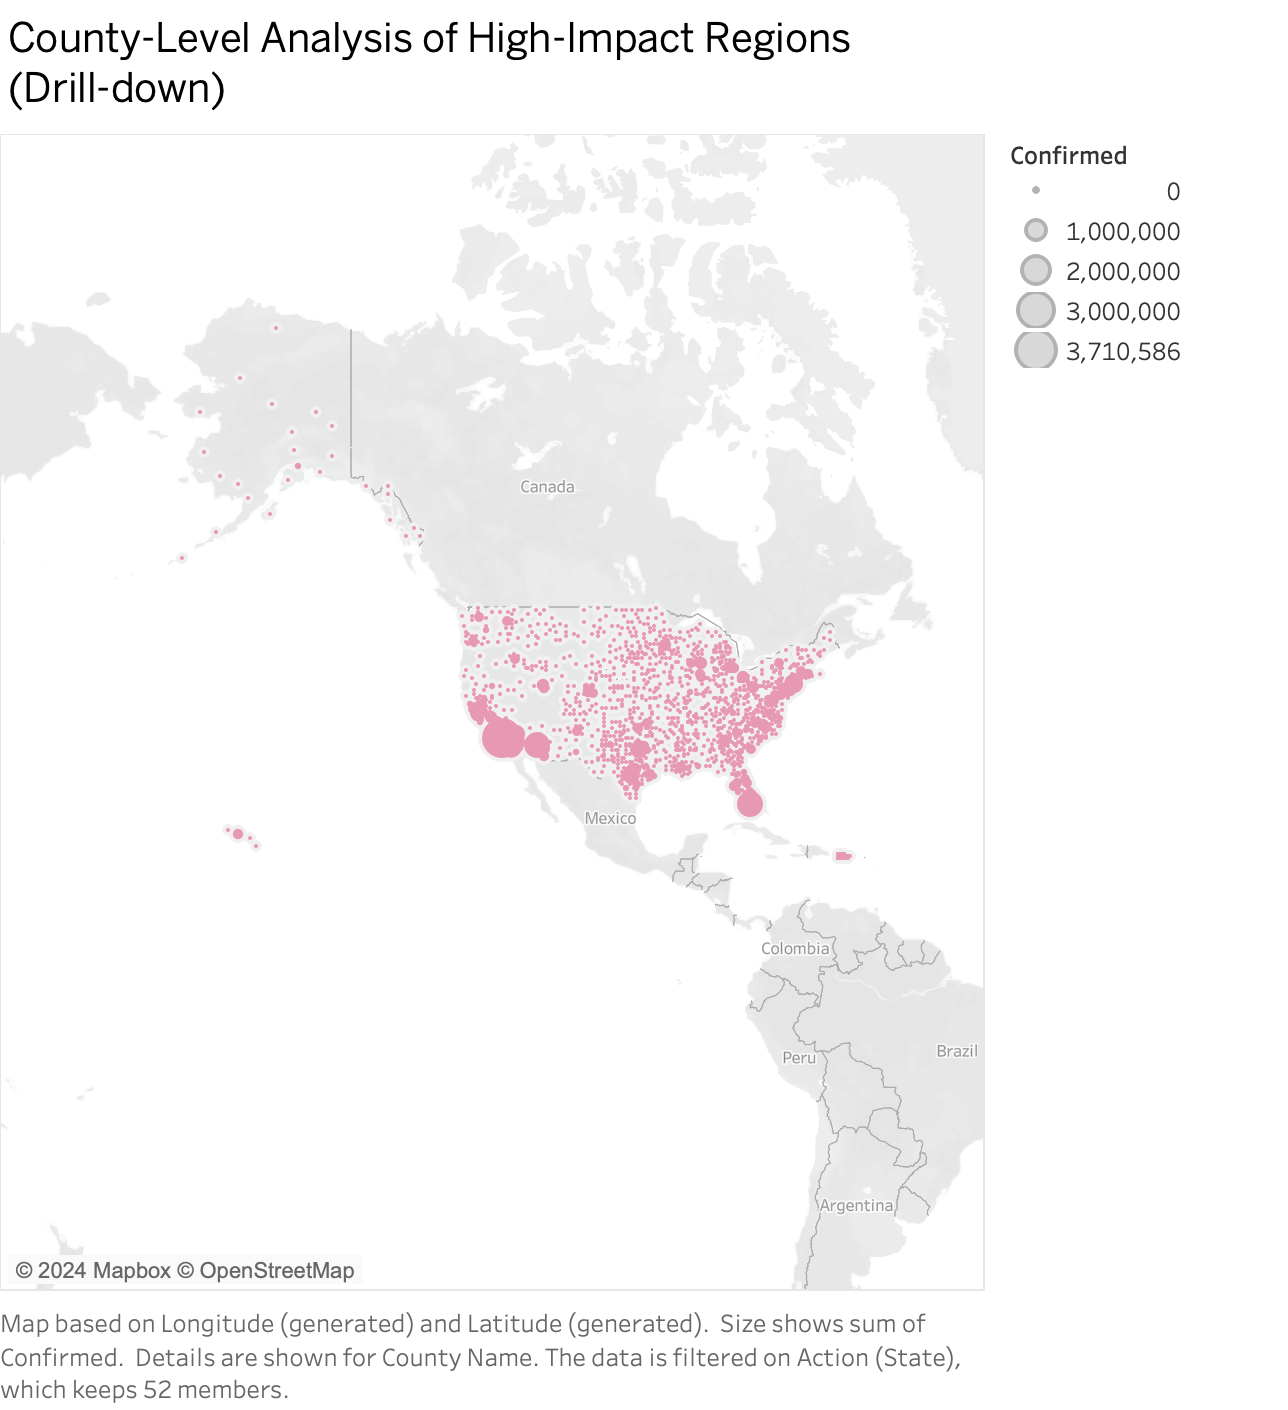 County-Level Analysis of High-Impact Regions
(Drill-down)
Confirmed
0
1,000,000
2,000,000
3,000,000
3,710,586
Canada
Mexico
Colombia
Peru
Brazil
Argentina
© 2024 Mapbox © OpenStreetMap
Map based on Longitude (generated) and Latitude (generated).  Size shows sum of
Confirmed.  Details are shown for County Name. The data is filtered on Action (State),
which keeps 52 members.